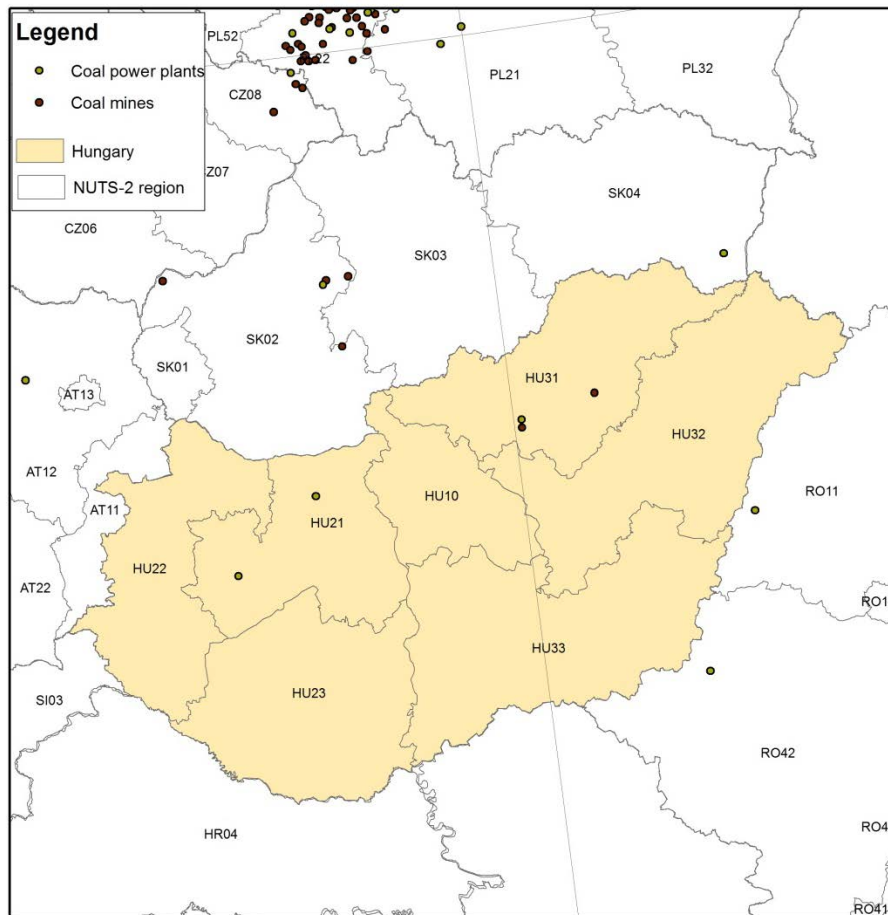 Legend
Coal power plants
Coal mines
Hungary
NUTS-2 region
PL52
22
PL21
PL32
CZ08
Z07
CZ06
SK04
SK03
SK02
SK01
AT13
AT12
AT11
AT22
HU31
HU32
HU10
HU21
HU22
HU33
HU23
RO11
RO1
SI03
RO42
HR04
RO4
RO41